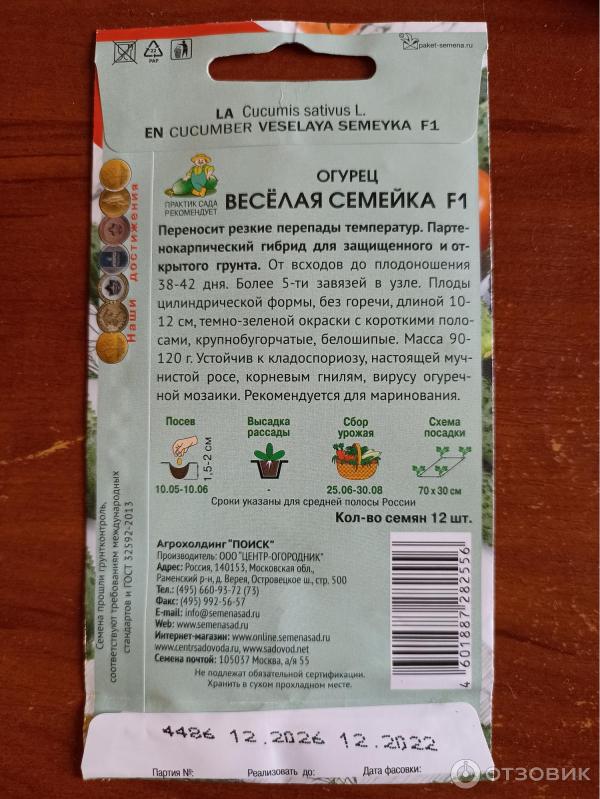 paket-semena.ru
22
PAP
LA Cucumis sativus L.
EN CUCUMBER VESELAYA SEMEYKA F1
Наши достижения
ПРАКТИК САДА
РЕКОМЕНДУЕТ
ОГУРЕЦ
ВЕСЁЛАЯ СЕМЕЙКА F1
Переносит резкие перепады температур. Парте-
нокарпический гибрид для защищенного и от-
крытого грунта. От всходов до плодоношения
38-42 дня. Более 5-ти завязей в узле. Плоды
цилиндрической формы, без горечи, длиной 10-
12 см, темно-зеленой окраски с короткими поло-
сами, крупнобугорчатые, белошипые. Масса 90-
120 г. Устойчив к кладоспориозу, настоящей муч-
нистой росе, корневым гнилям, вирусу огуреч-
ной мозаики. Рекомендуется для маринования.
Посев
1,5-2 см
10.05-10.06
Высадка
рассады
Сбор
урожая
25.06-30.08
Схема
посадки
70 х 30 см
Сроки указаны для средней полосы России
Кол-во семян 12 шт.
Семена прошли грунтконтроль,
соответствуют требованиям международных
стандартов и ГОСТ 32592-2013
Агрохолдинг "ПОИСК"
Производитель: ООО "ЦЕНТР-ОГОРОДНИК"
Адрес: Россия, 140153, Московская обл.,
Раменский р-н, д. Верея, Островецкое ш., стр. 500
Тел.: (495) 660-93-72 (73)
Факс: (495) 992-56-57
E-mail: info@semenasad.ru
Web: www.semenasad.ru
Интернет-магазин: www.online.semenasad.ru
www.centrsadovoda.ru, www.sadovod.net
Семена почтой: 105037 Москва, а/я 55
Не подлежат обязательной сертификации.
Хранить в сухом прохладном месте.
4601887282556
4486 12.2026 12.2022
Партия №: Реализовать до: Дата фасовки:
ОТЗОВИК